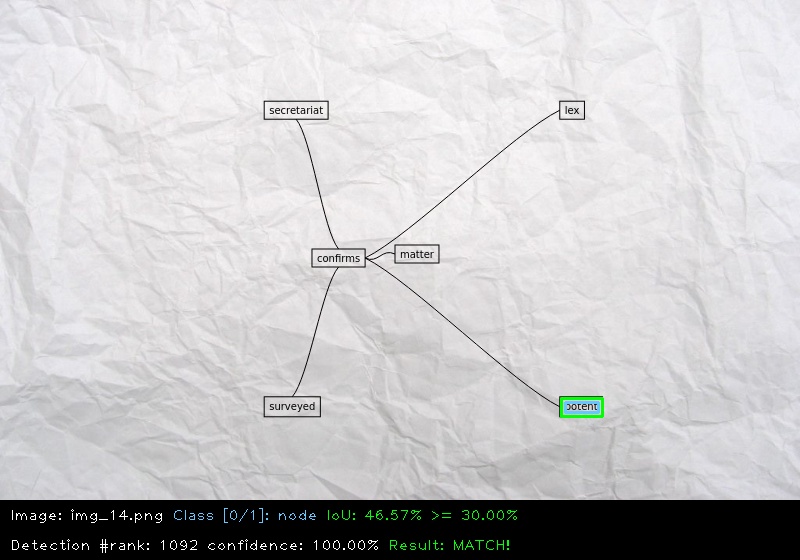 secretariat
lex
confirms
matter
surveyed
potent
Image: img_14.png Class [0/1]: node IoU: 46.57% >= 30.00%
Detection #rank: 1092 confidence: 100.00% Result: MATCH!